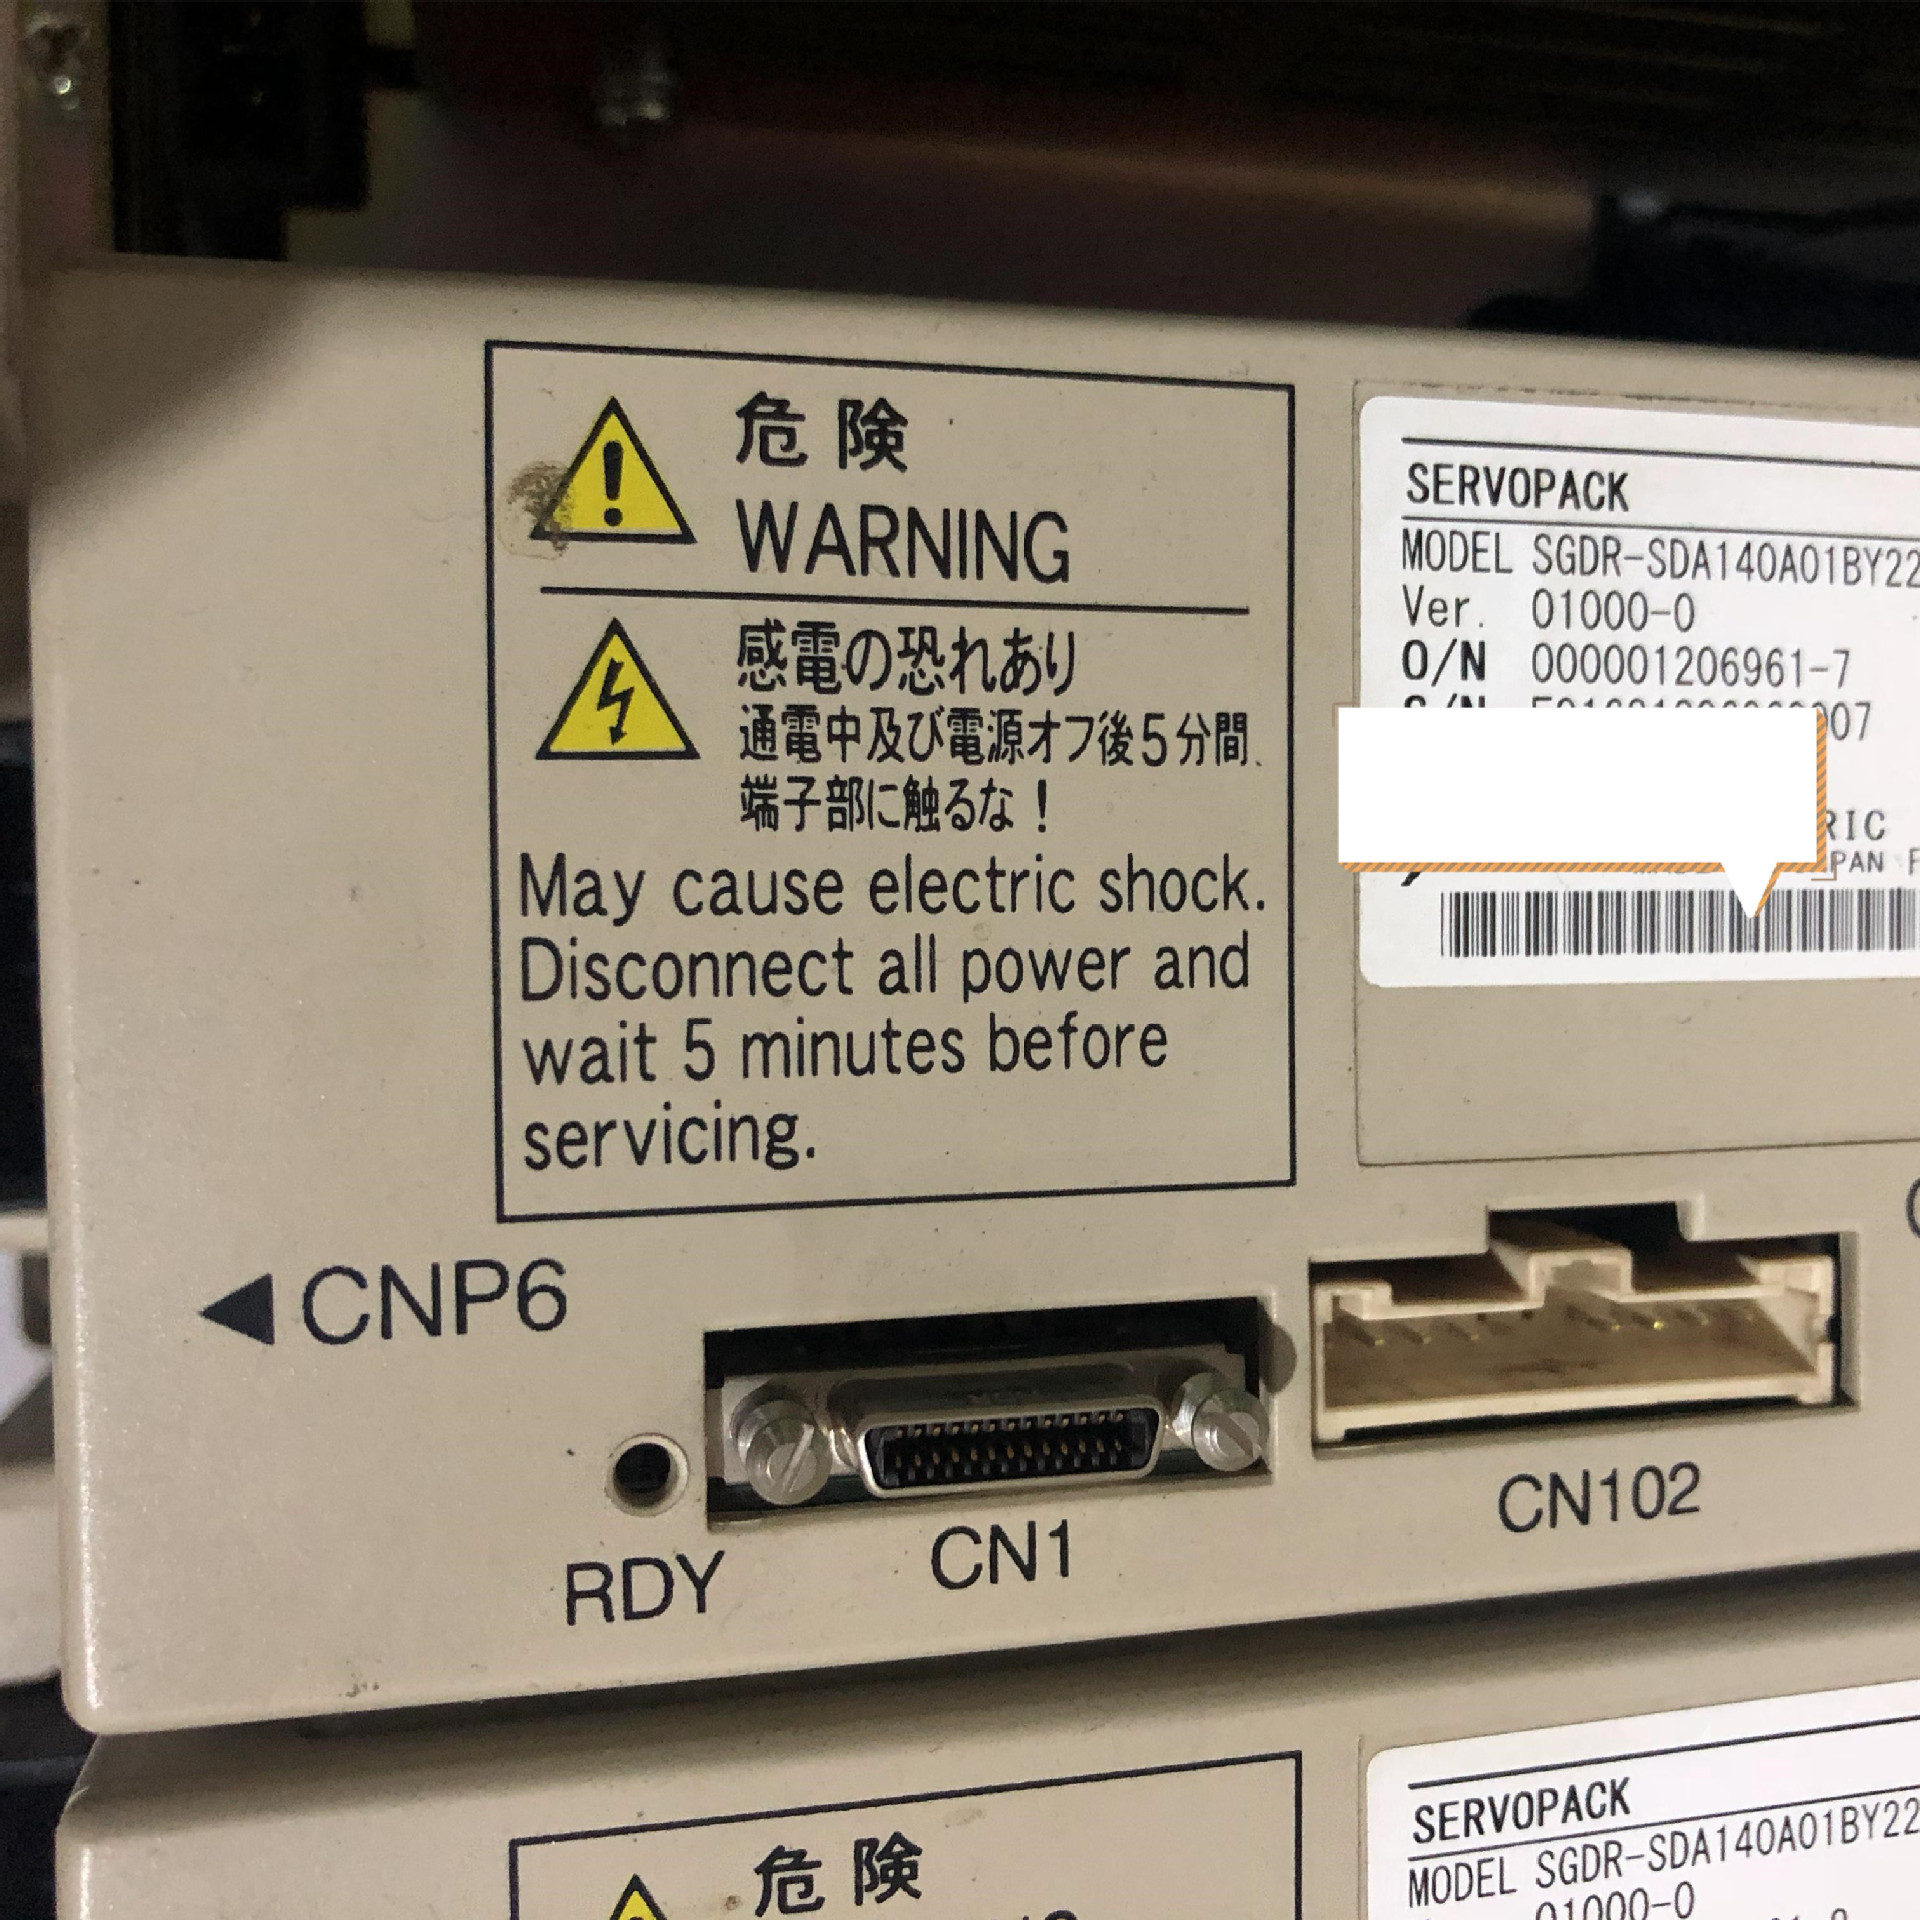 危険
WARNING
感電の恐れあり
通電中及び電源オフ後5分間、
端子部に触るな！
May cause electric shock.
Disconnect all power and
wait 5 minutes before
servicing.
SERVOPACK
MODEL SGDR-SDA140A01BY22
Ver. 01000-0
O/N 000001206961-7
CNP6
RDY
CN1
CN102
危険
SERVOPACK
MODEL SGDR-SDA140A01BY22
01000-0